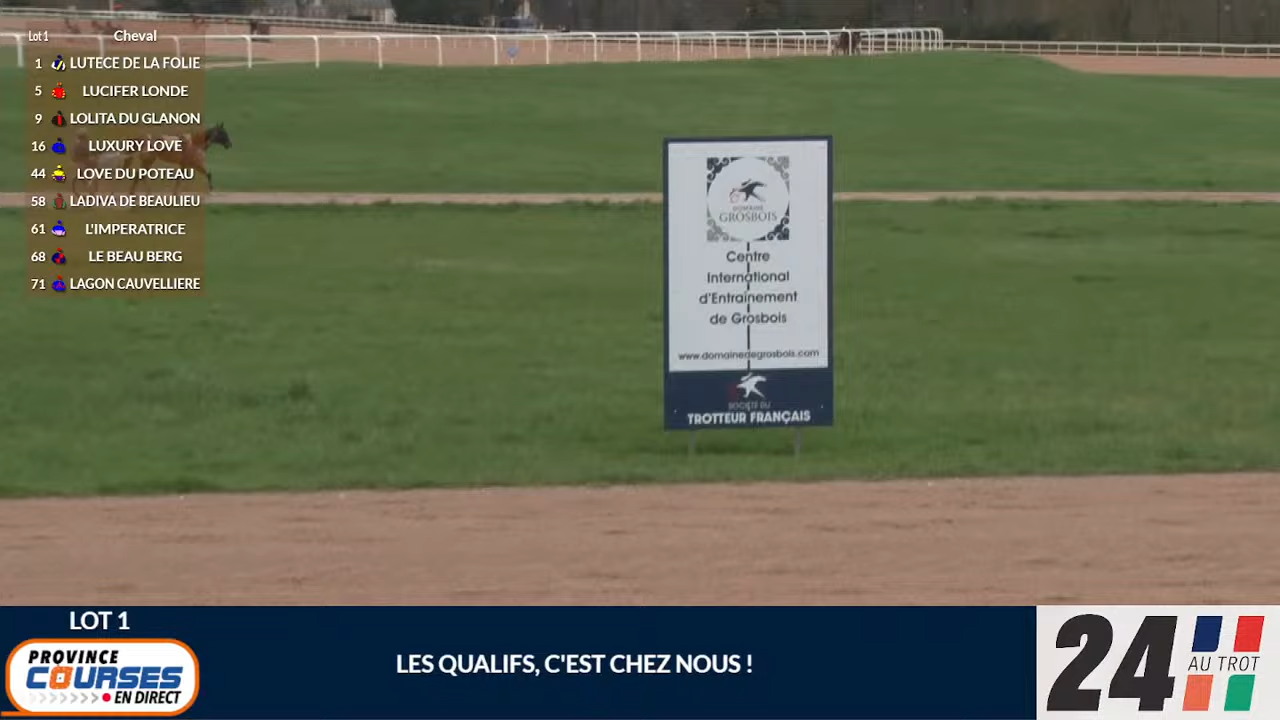 Lot 1 Cheval
1 LUTECE DE LA FOLIE
5 LUCIFER LONDE
9 LOLITA DU GLANON
16 LUXURY LOVE
44 LOVE DU POTEAU
58 LADIVA DE BEAULIEU
61 L'IMPERATRICE
68 LE BEAU BERG
71 LAGON CAUVELLIERE
DOMAINE
GROSBOIS
Centre
International
d'Entraînement
de Grosbois
www.domainedegrosbois.com
SOCIÉTÉ DU
TROTTEUR FRANÇAIS
LOT 1
PROVINCE
COURSES
EN DIRECT
LES QUALIFS, C'EST CHEZ NOUS !
24
AU TROT